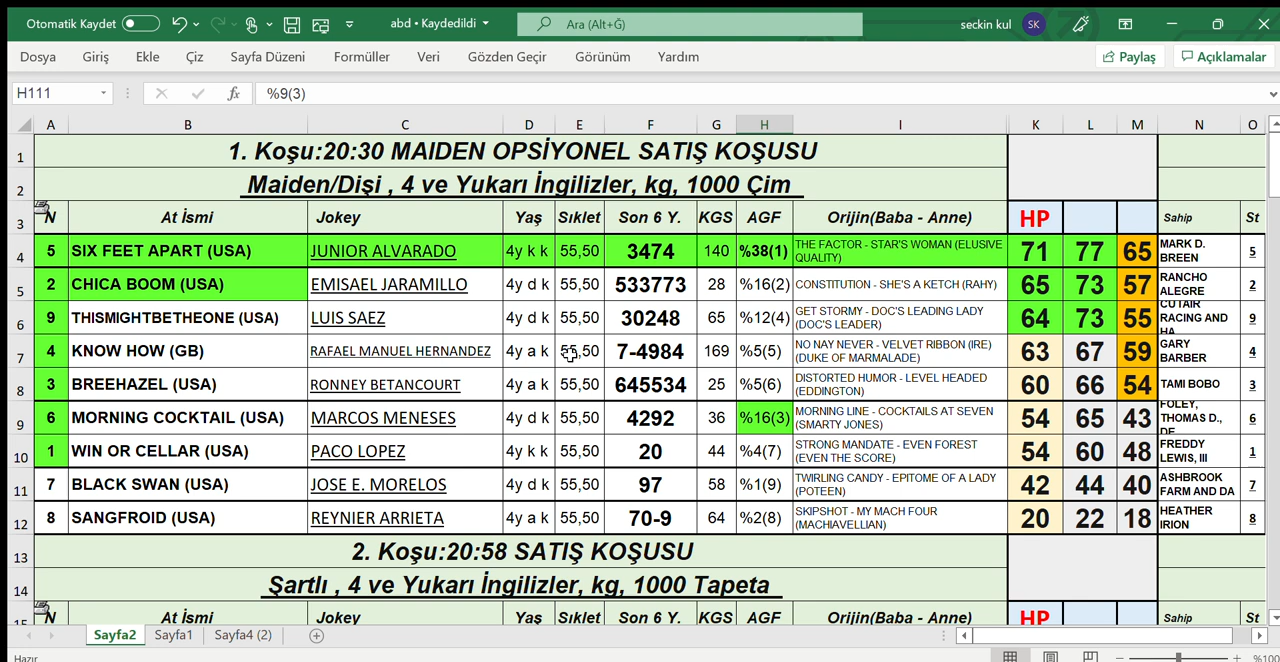 Otomatik Kaydet
abd • Kaydedildi
Ara (Alt+Ğ)
seckin kul
SK
Dosya Giriş Ekle Çiz Sayfa Düzeni Formüller Veri Gözden Geçir Görünüm Yardım
Paylaş
Açıklamalar
H111
fx
%9(3)
A B C D E F G H I K L M N O
1 1. Koşu:20:30 MAIDEN OPSİYONEL SATIŞ KOŞUSU
2 Maiden/Dişi , 4 ve Yukarı İngilizler, kg, 1000 Çim
3 N At İsmi Jokey Yaş Sıklet Son 6 Y. KGS AGF Orijin(Baba - Anne) HP Sahip St
4 5 SIX FEET APART (USA) JUNIOR ALVARADO 4y k k 55,50 3474 140 %38(1) THE FACTOR - STAR'S WOMAN (ELUSIVE QUALITY) 71 77 65 MARK D. BREEN 5
5 2 CHICA BOOM (USA) EMISAEL JARAMILLO 4y d k 55,50 533773 28 %16(2) CONSTITUTION - SHE'S A KETCH (RAHY) 65 73 57 RANCHO ALEGRE 2
6 9 THISMIGHTBETHEONE (USA) LUIS SAEZ 4y d k 55,50 30248 65 %12(4) GET STORMY - DOC'S LEADING LADY (DOC'S LEADER) 64 73 55 CUTAIR RACING AND HA 9
7 4 KNOW HOW (GB) RAFAEL MANUEL HERNANDEZ 4y a k 55,50 7-4984 169 %5(5) NO NAY NEVER - VELVET RIBBON (IRE) (DUKE OF MARMALADE) 63 67 59 GARY BARBER 4
8 3 BREEHAZEL (USA) RONNEY BETANCOURT 4y a k 55,50 645534 25 %5(6) DISTORTED HUMOR - LEVEL HEADED (EDDINGTON) 60 66 54 TAMI BOBO 3
9 6 MORNING COCKTAIL (USA) MARCOS MENESES 4y d k 55,50 4292 36 %16(3) MORNING LINE - COCKTAILS AT SEVEN (SMARTY JONES) 54 65 43 FOLEY, THOMAS D., DE 6
10 1 WIN OR CELLAR (USA) PACO LOPEZ 4y d k 55,50 20 44 %4(7) STRONG MANDATE - EVEN FOREST (EVEN THE SCORE) 54 60 48 FREDDY LEWIS, III 1
11 7 BLACK SWAN (USA) JOSE E. MORELOS 4y d k 55,50 97 58 %1(9) TWIRLING CANDY - EPITOME OF A LADY (POTEEN) 42 44 40 ASHBROOK FARM AND DA 7
12 8 SANGFROID (USA) REYNIER ARRIETA 4y a k 55,50 70-9 64 %2(8) SKIPSHOT - MY MACH FOUR (MACHIAVELLIAN) 20 22 18 HEATHER IRION 8
13 2. Koşu:20:58 SATIŞ KOŞUSU
14 Şartlı , 4 ve Yukarı İngilizler, kg, 1000 Tapeta
15 N At İsmi Jokey Yaş Sıklet Son 6 Y. KGS AGF Orijin(Baba - Anne) HP Sahip St
Sayfa2 Sayfa1 Sayfa4 (2)
Hazır
%100